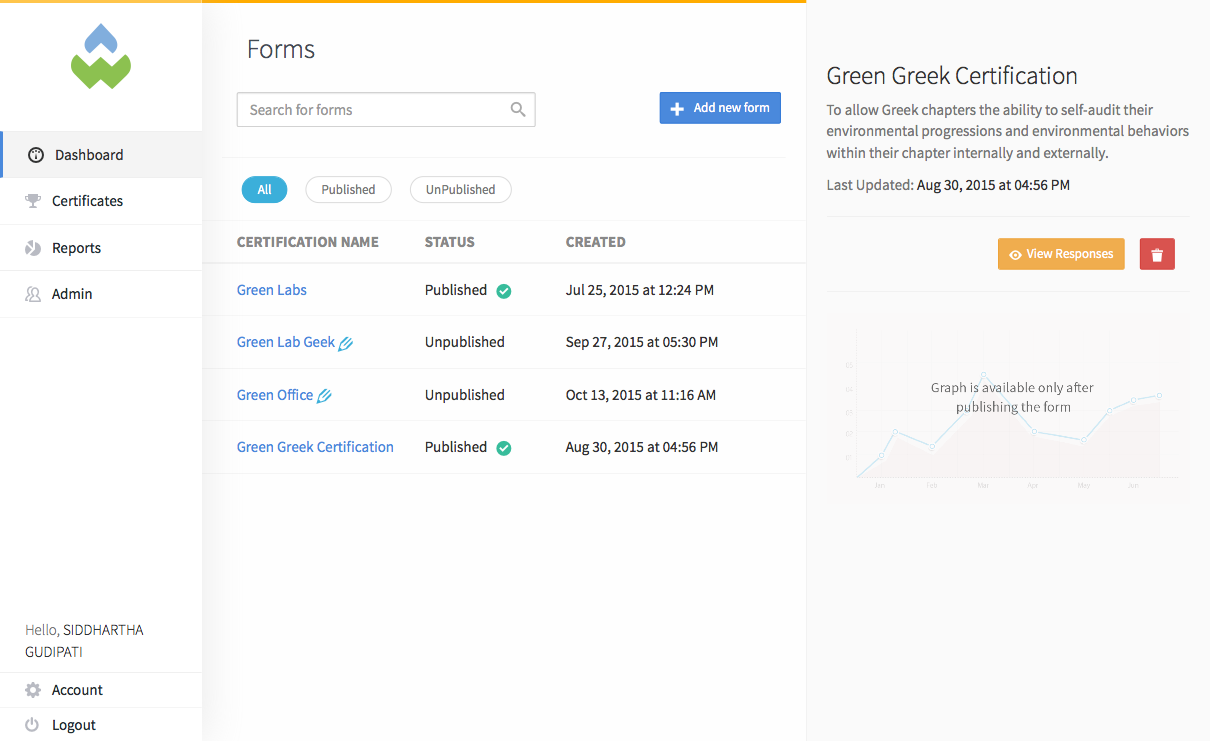 Dashboard
Certificates
Reports
Admin
Hello, SIDDHARTHA
GUDIPATI
Account
Logout
Forms
Search for forms
Add new form
All Published UnPublished
CERTIFICATION NAME STATUS CREATED
Green Labs Published Jul 25, 2015 at 12:24 PM
Green Lab Geek Unpublished Sep 27, 2015 at 05:30 PM
Green Office Unpublished Oct 13, 2015 at 11:16 AM
Green Greek Certification Published Aug 30, 2015 at 04:56 PM
Green Greek Certification
To allow Greek chapters the ability to self-audit their
environmental progressions and environmental behaviors
within their chapter internally and externally.
Last Updated: Aug 30, 2015 at 04:56 PM
View Responses
Graph is available only after
publishing the form
Jan Feb Mar Apr May Jun